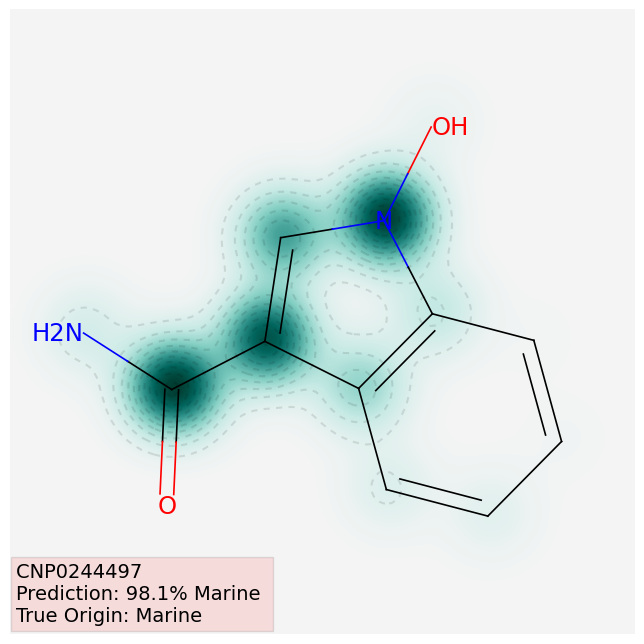 OH
N
H2N
O
CNP0244497
Prediction: 98.1% Marine
True Origin: Marine